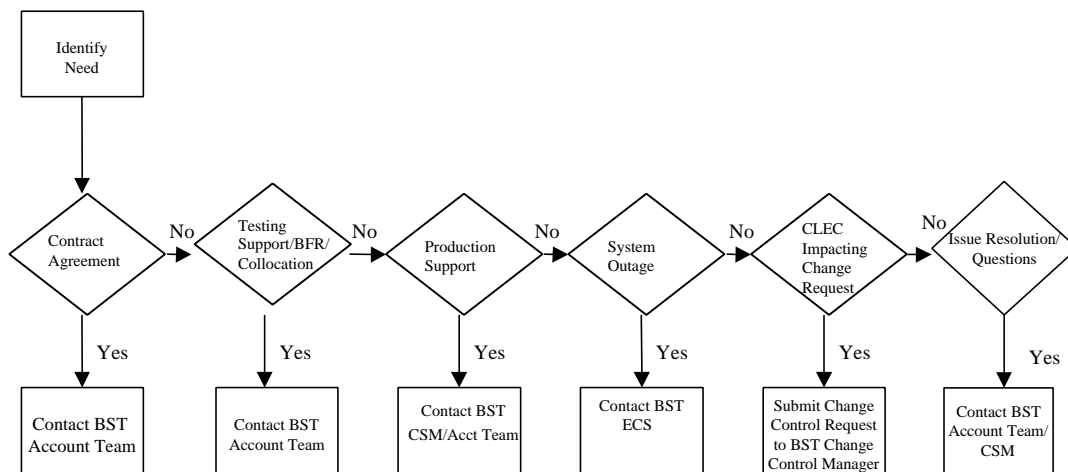 Identify
Need
Contract
Agreement
No
Testing
Support/BFR/
Collocation
No
Production
Support
No
System
Outage
No
CLEC
Impacting
Change
Request
No
Issue Resolution/
Questions
Yes
Yes
Yes
Yes
Yes
Yes
Contact BST
Account Team
Contact BST
Account Team
Contact BST
CSM/Acct Team
Contact BST
ECS
Submit Change
Control Request
to BST Change
Control Manager
Contact BST
Account Team/
CSM